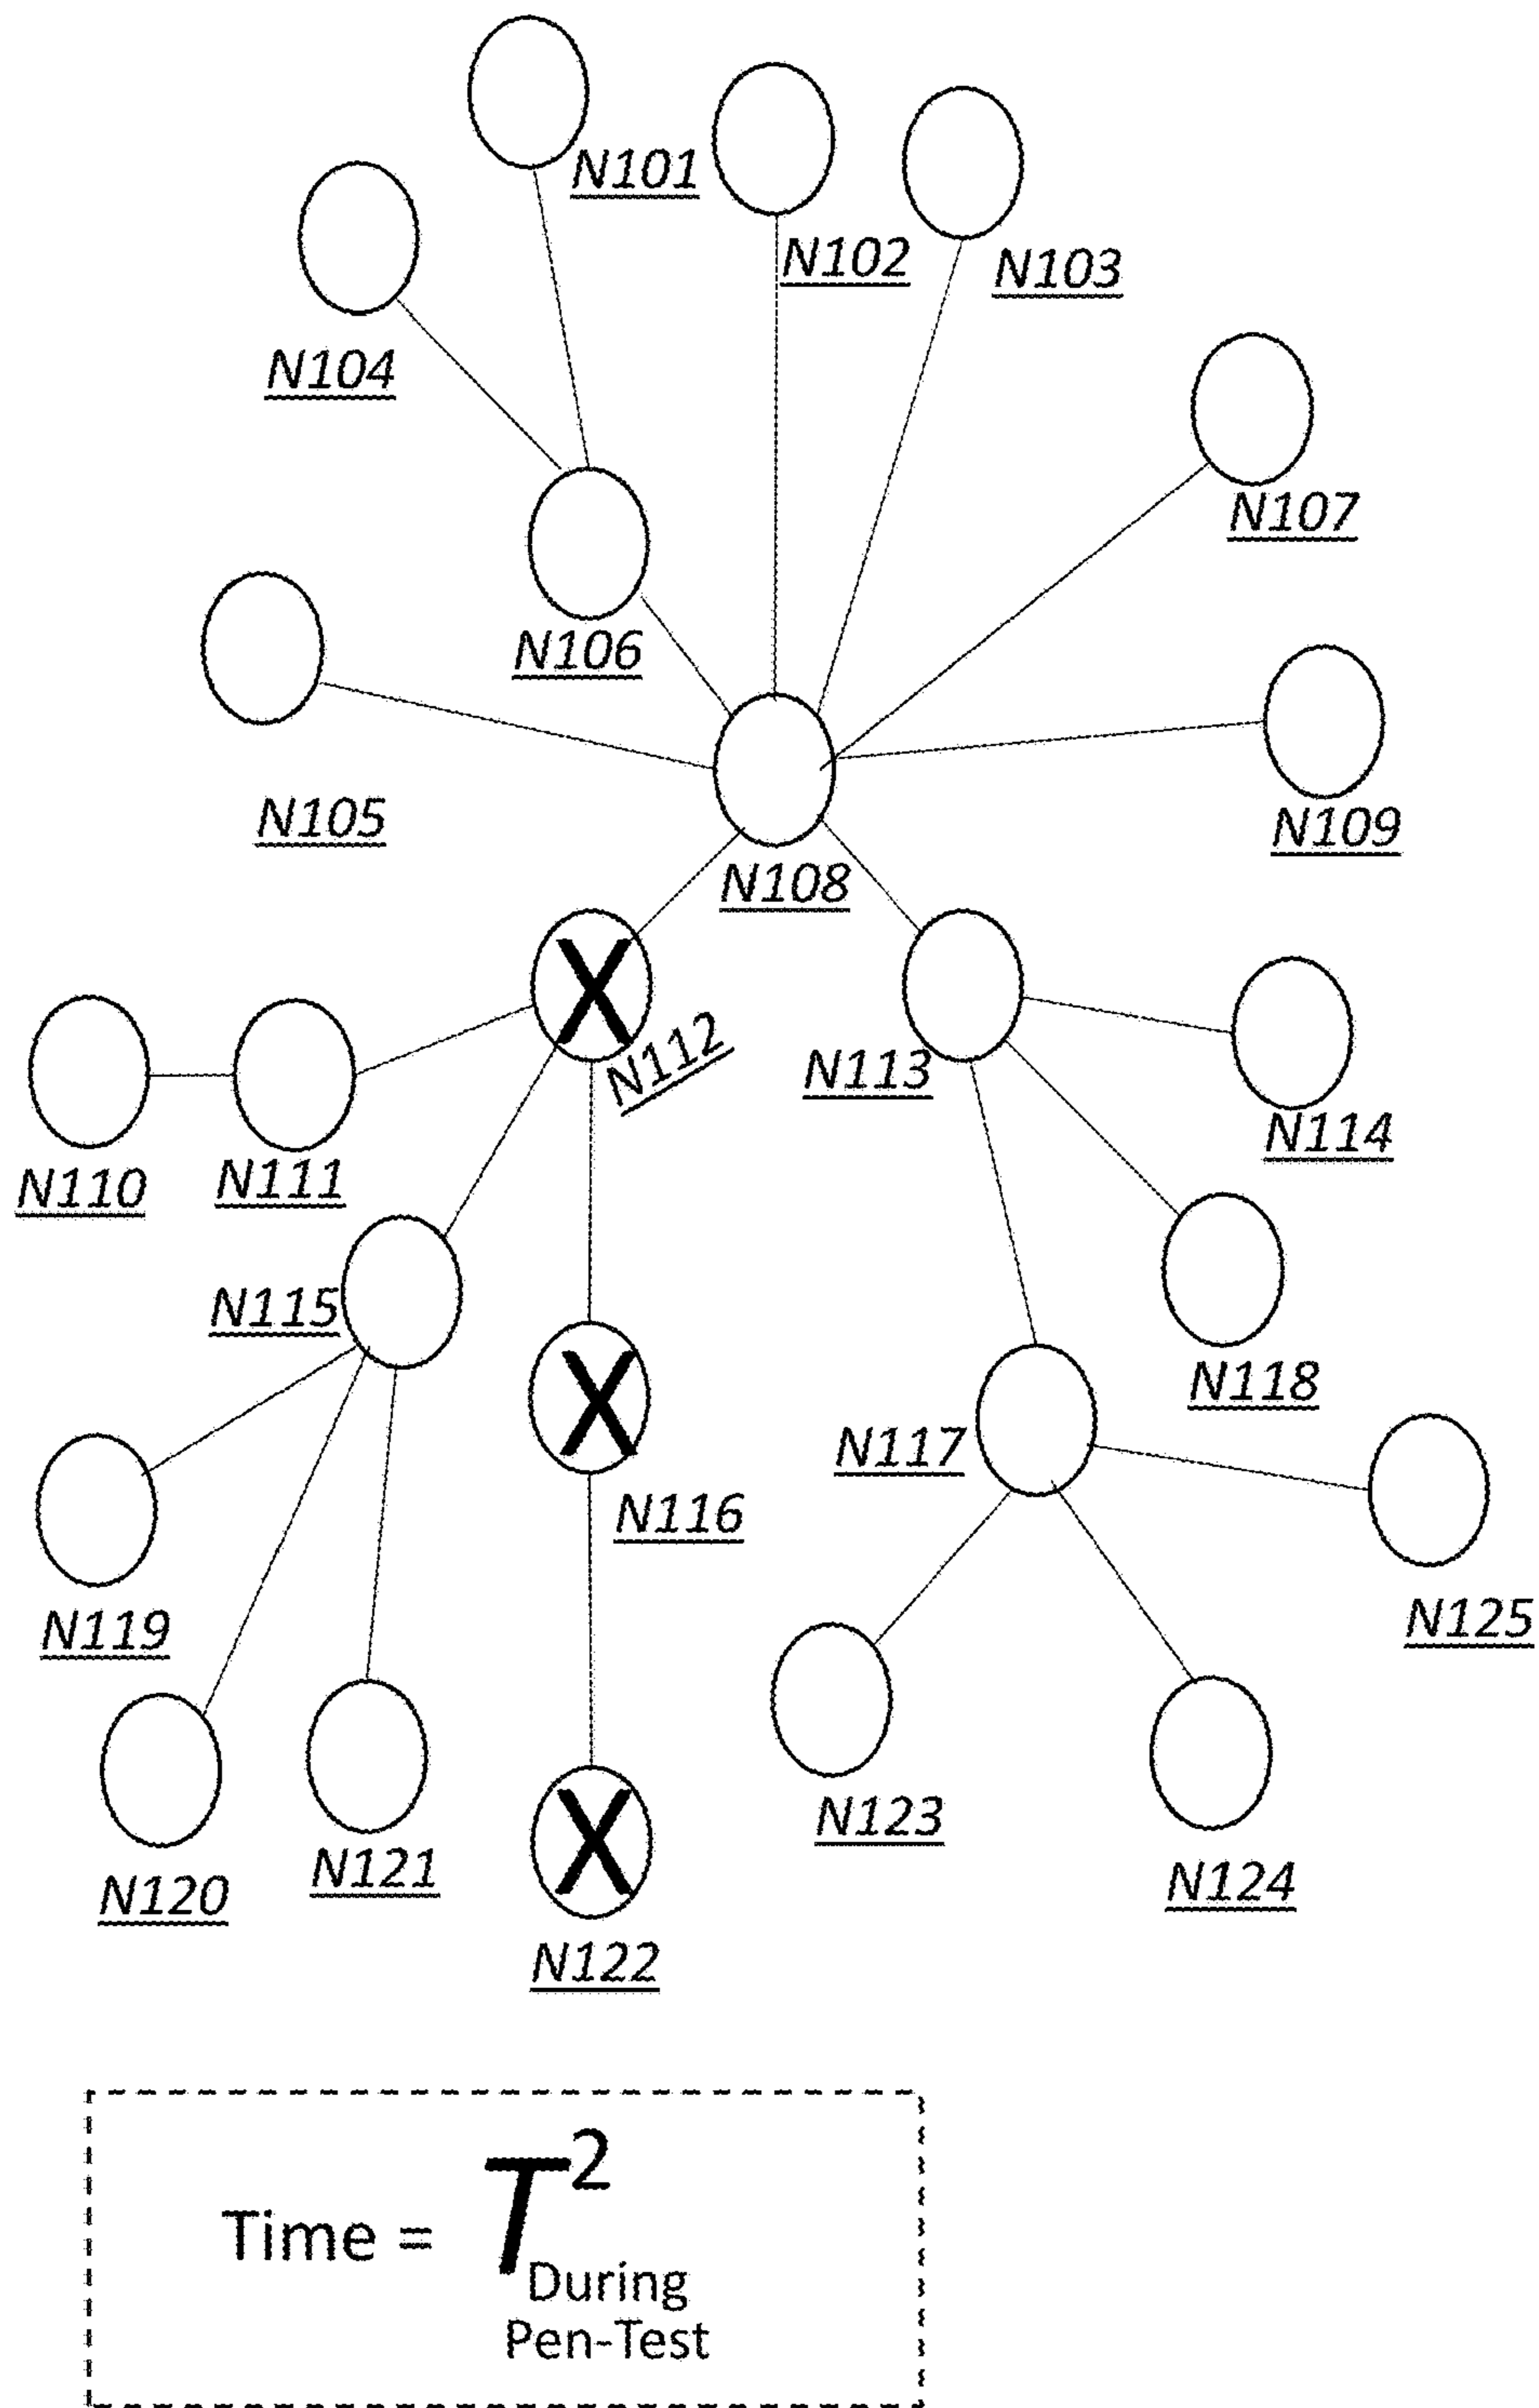 N101
N102
N103
N104
N107
N106
N105
N109
N108
X
N112
N113
N110
N111
N114
N115
X
N118
N117
N116
N119
N125
N123
N120
N121
X
N124
N122
Time = T²
During
Pen-Test